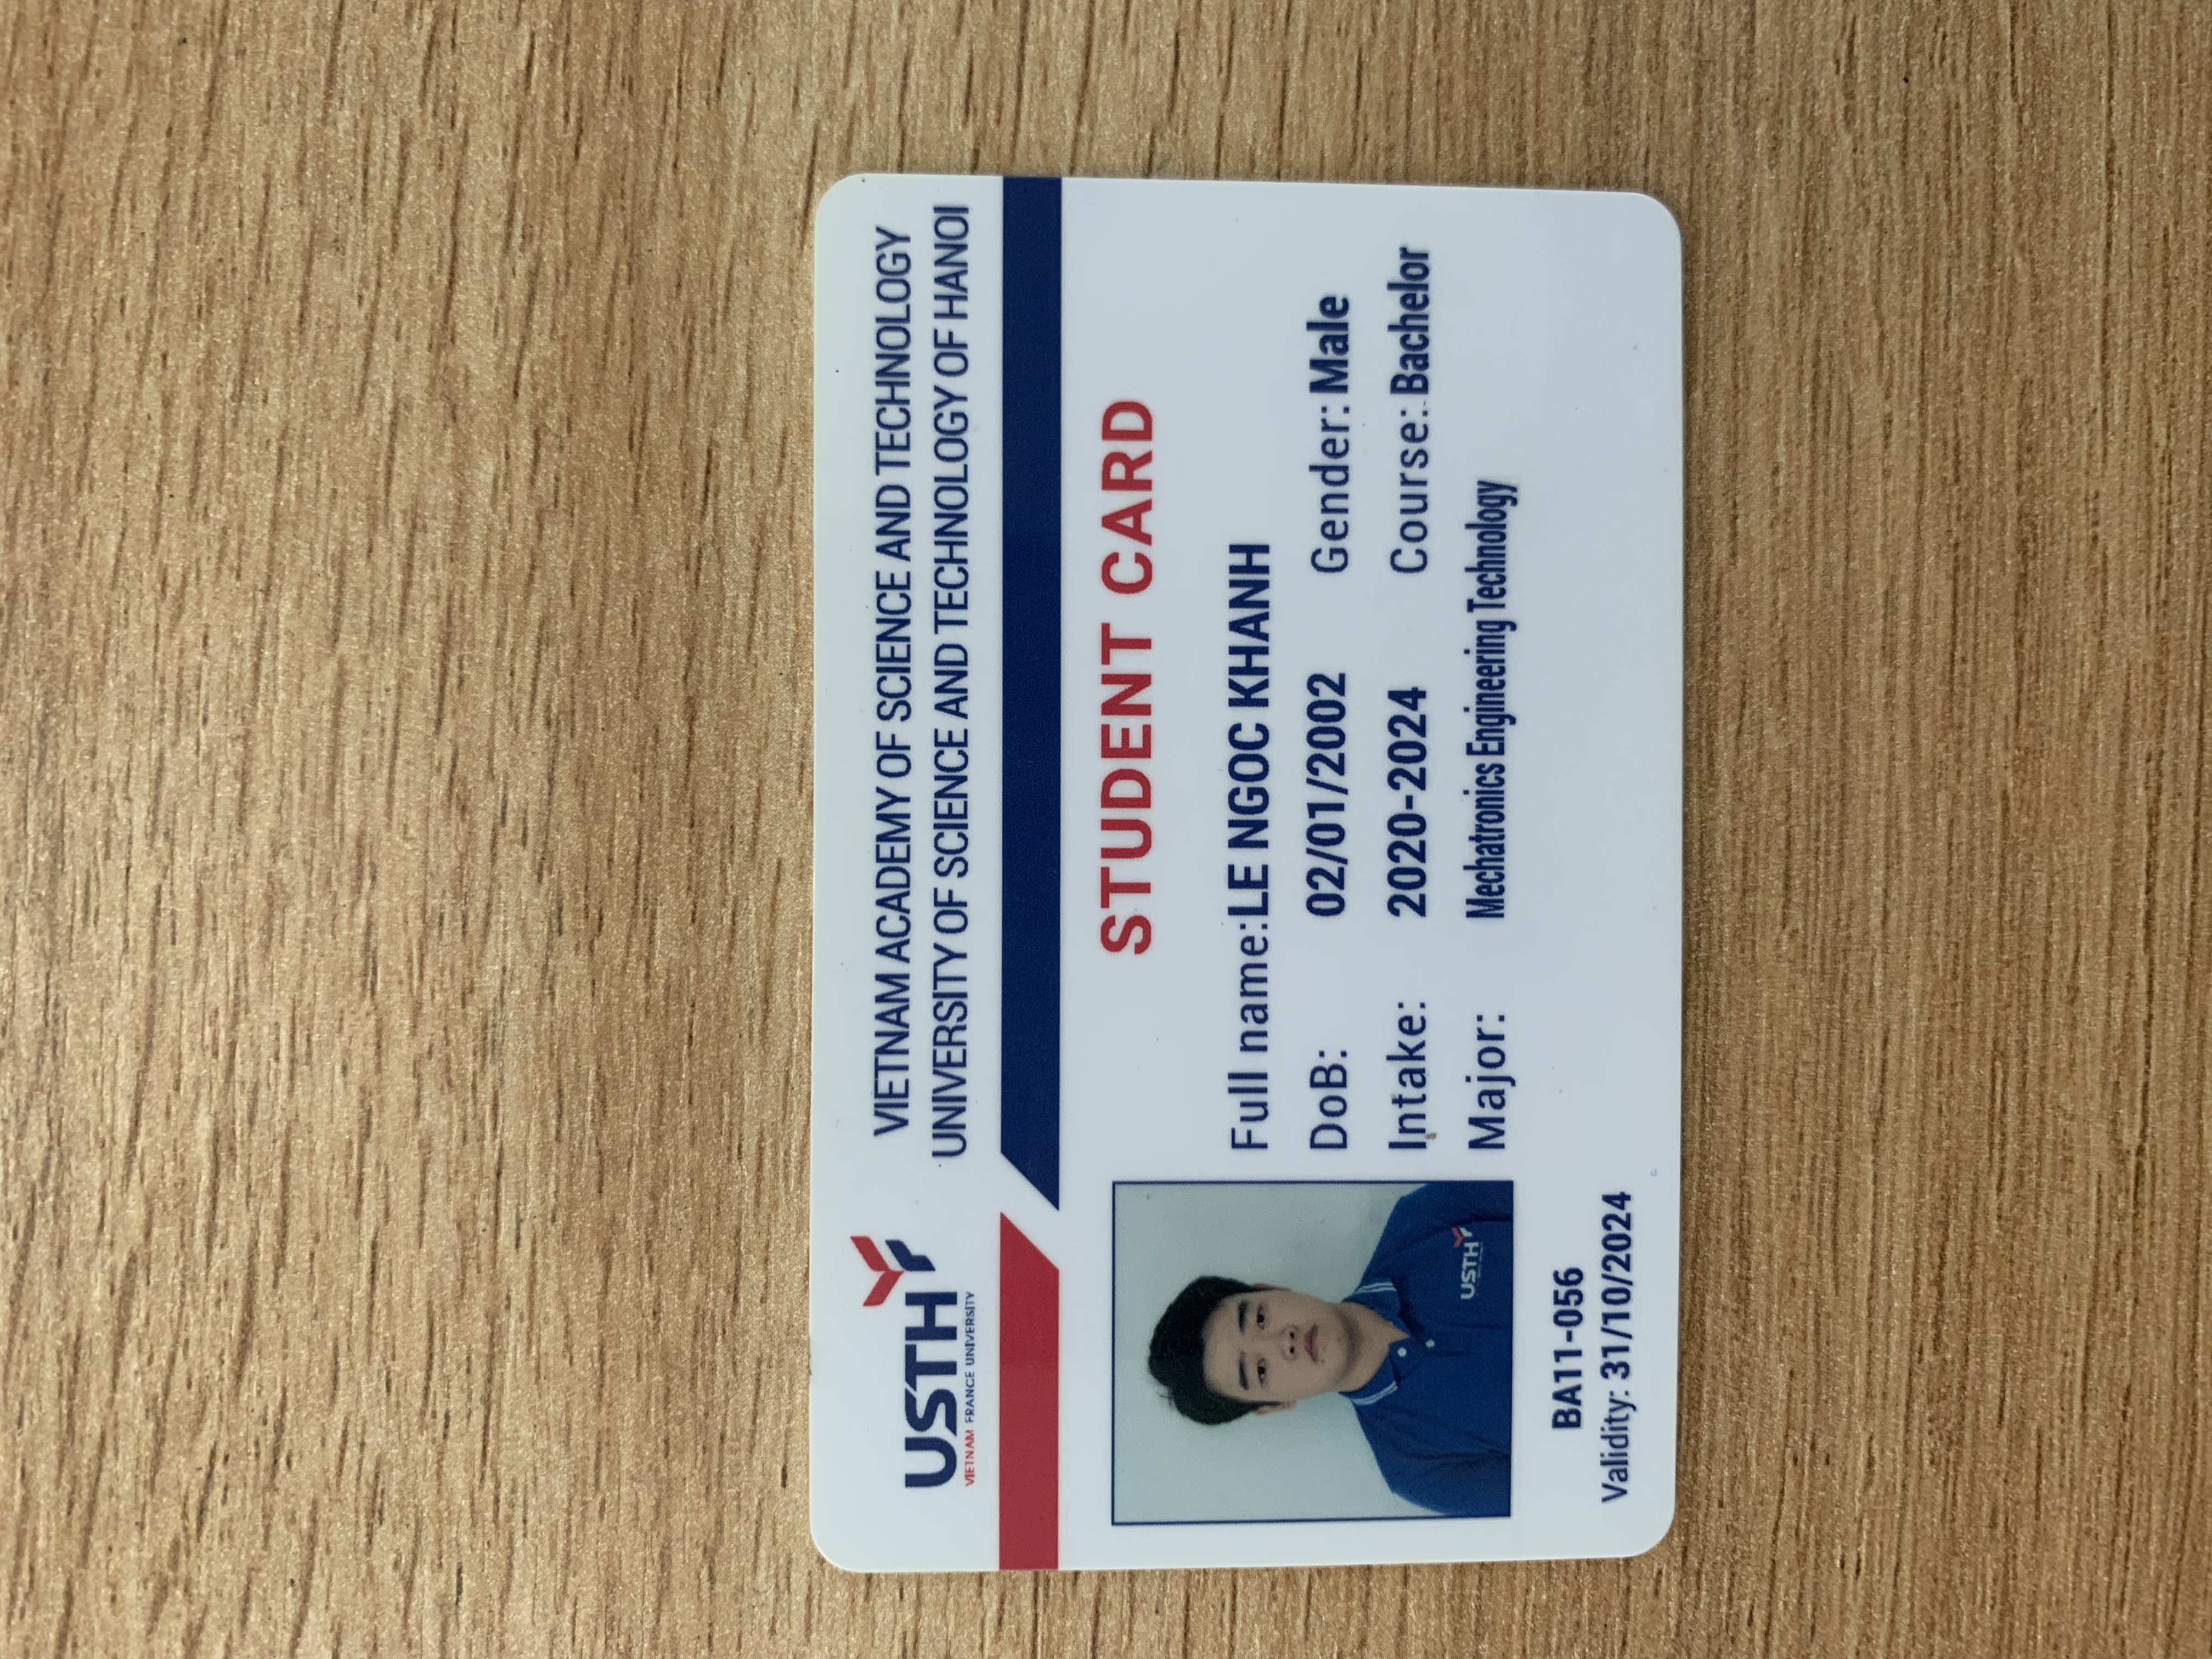 USTH
VIETNAM FRANCE UNIVERSITY
VIETNAM ACADEMY OF SCIENCE AND TECHNOLOGY
UNIVERSITY OF SCIENCE AND TECHNOLOGY OF HANOI
STUDENT CARD
Full name: LE NGOC KHANH
DoB: 02/01/2002 Gender: Male
Intake: 2020-2024 Course: Bachelor
Major: Mechatronics Engineering Technology
USTH
BA11-056
Validity: 31/10/2024